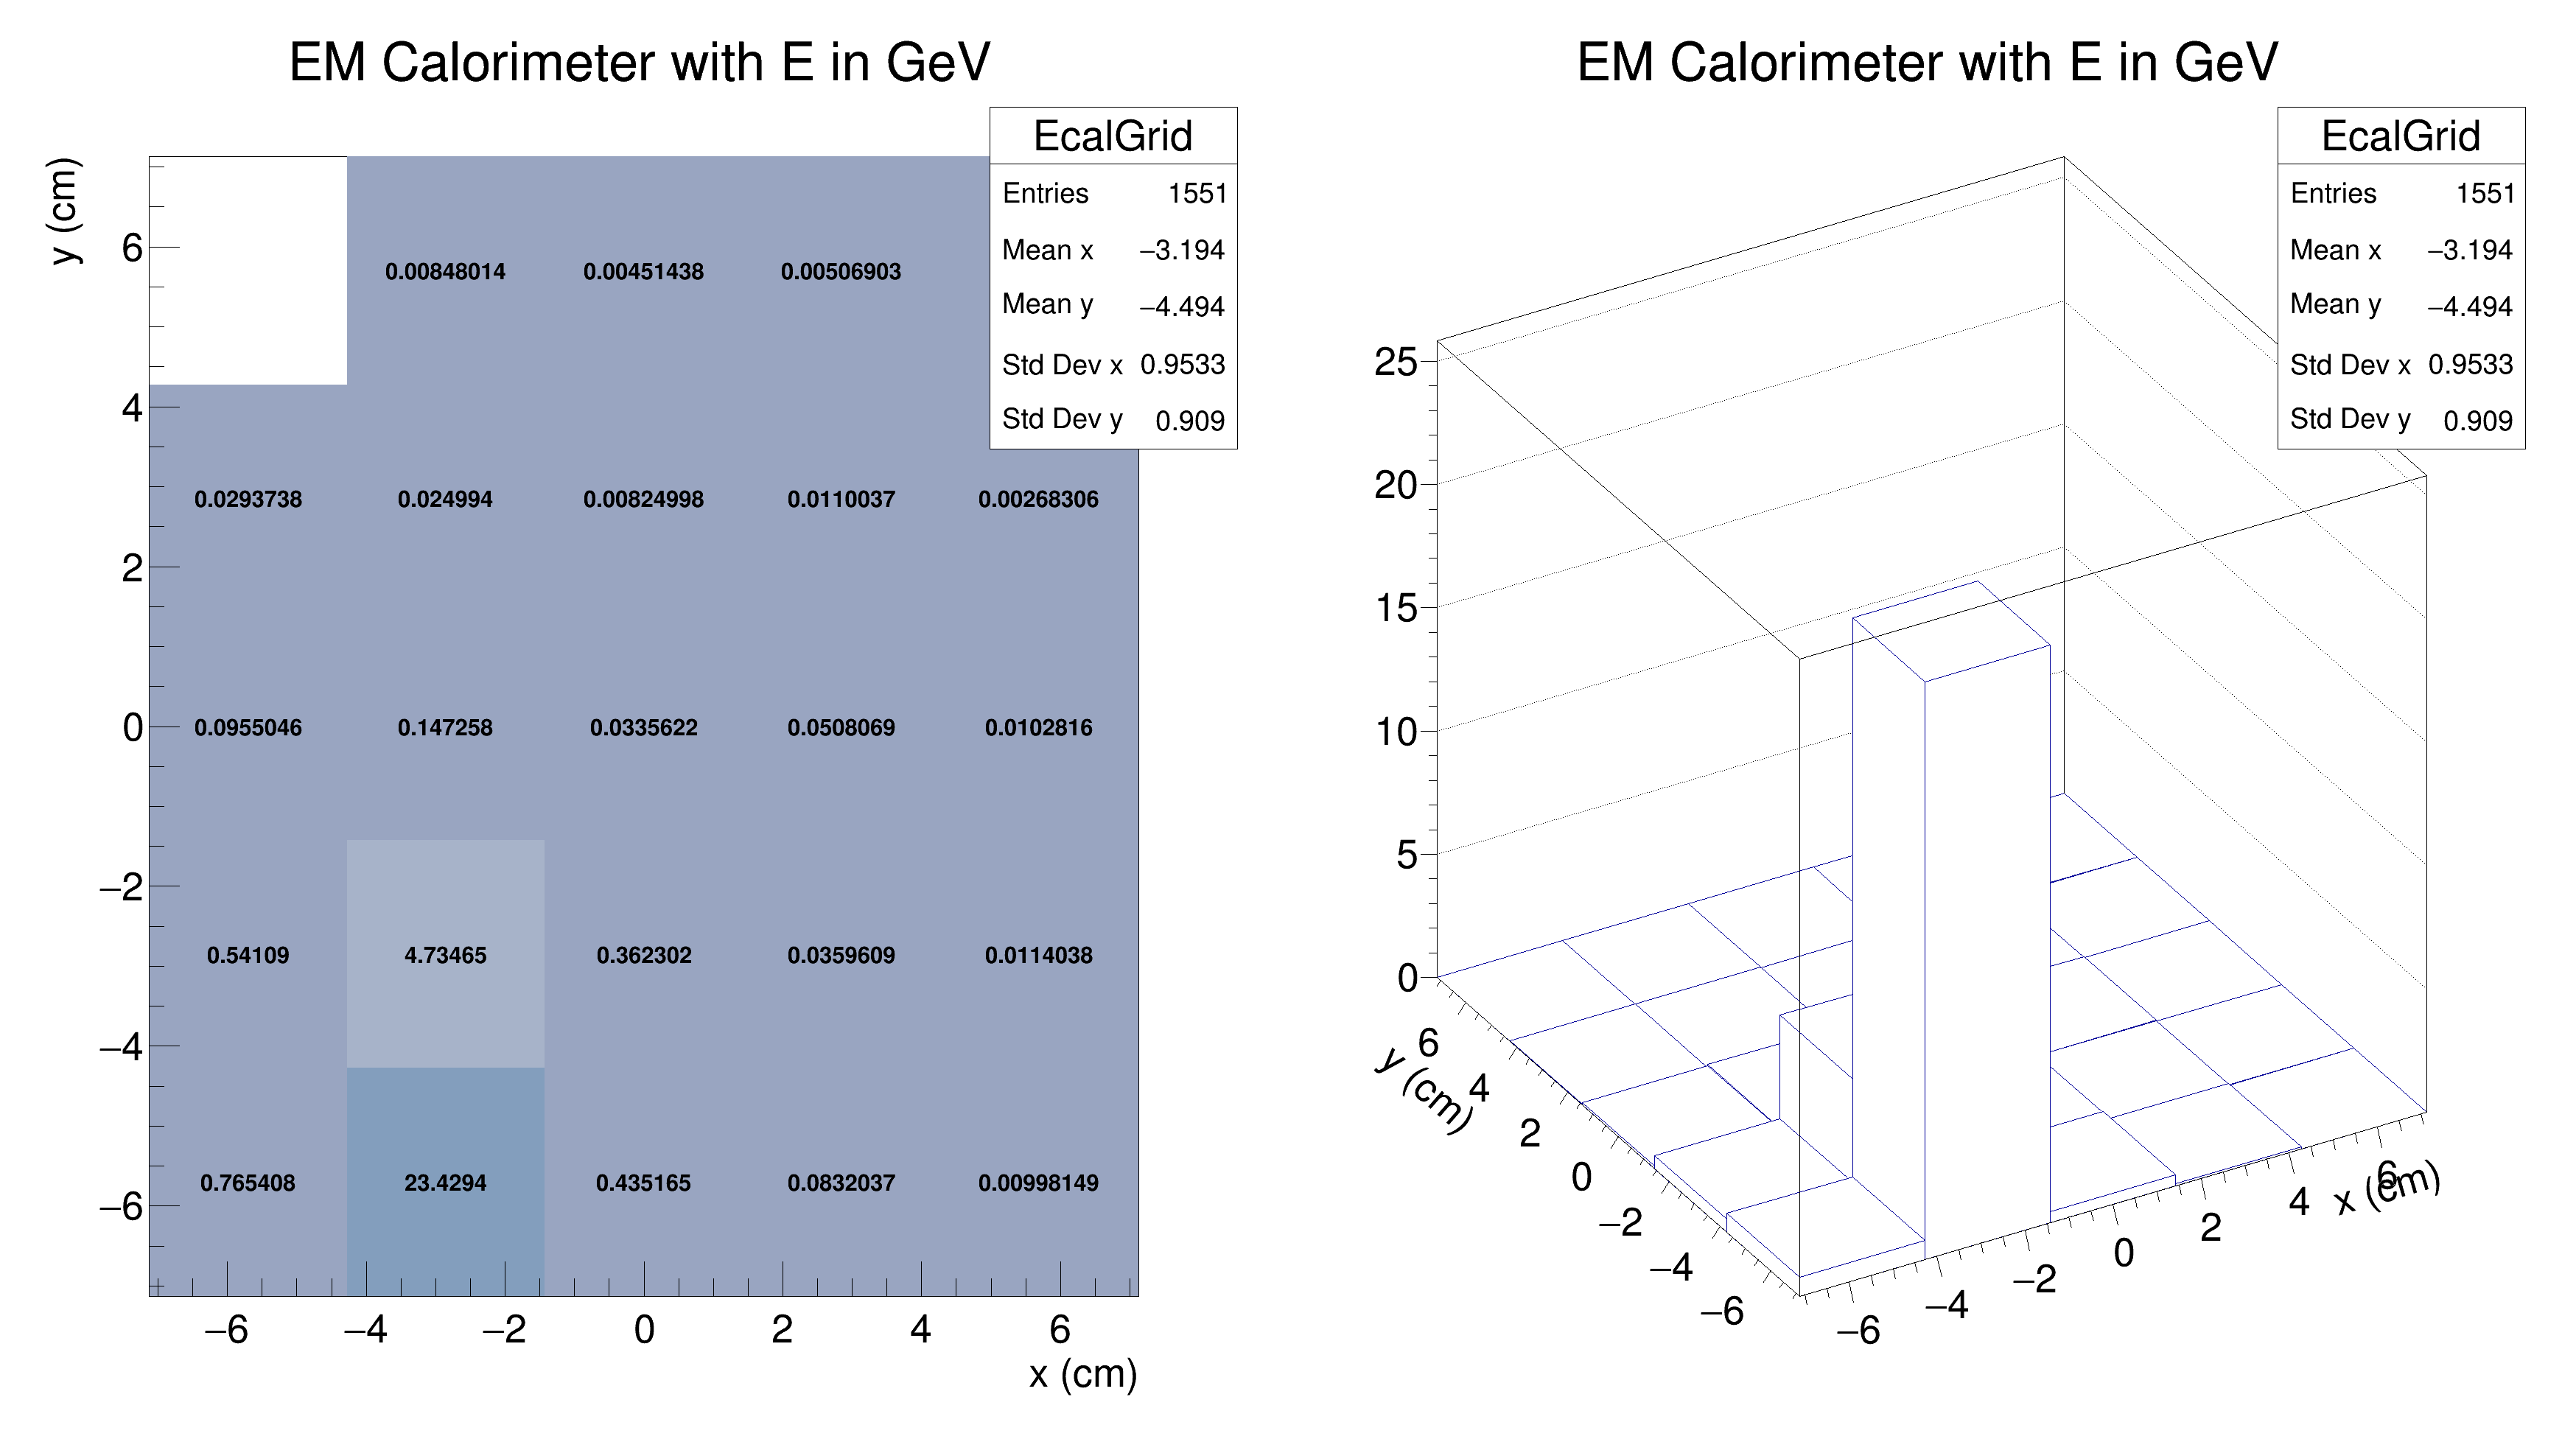 EM Calorimeter with E in GeV
EcalGrid
Entries 1551
Mean x −3.194
Mean y −4.494
Std Dev x 0.9533
Std Dev y 0.909
y (cm)
6
4
2
0
−2
−4
−6
0.00848014 0.00451438 0.00506903
0.0293738 0.024994 0.00824998 0.0110037 0.00268306
0.0955046 0.147258 0.0335622 0.0508069 0.0102816
0.54109 4.73465 0.362302 0.0359609 0.0114038
0.765408 23.4294 0.435165 0.0832037 0.00998149
−6 −4 −2 0 2 4 6
x (cm)
EM Calorimeter with E in GeV
EcalGrid
Entries 1551
Mean x −3.194
Mean y −4.494
Std Dev x 0.9533
Std Dev y 0.909
25
20
15
10
5
0
6
4
2
0
−2
−4
−6
y (cm)
−6
−4
−2
0
2
4
6
x (cm)